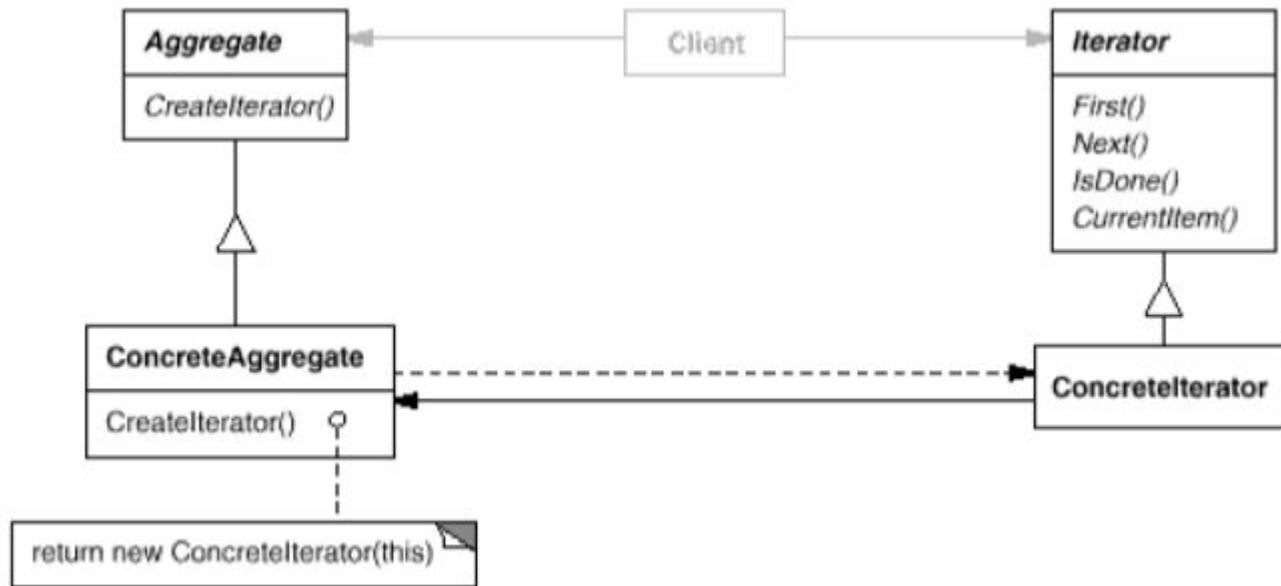 Aggregate
CreateIterator()
Client
Iterator
First()
Next()
IsDone()
CurrentItem()
ConcreteAggregate
CreateIterator()
ConcreteIterator
return new ConcreteIterator(this)